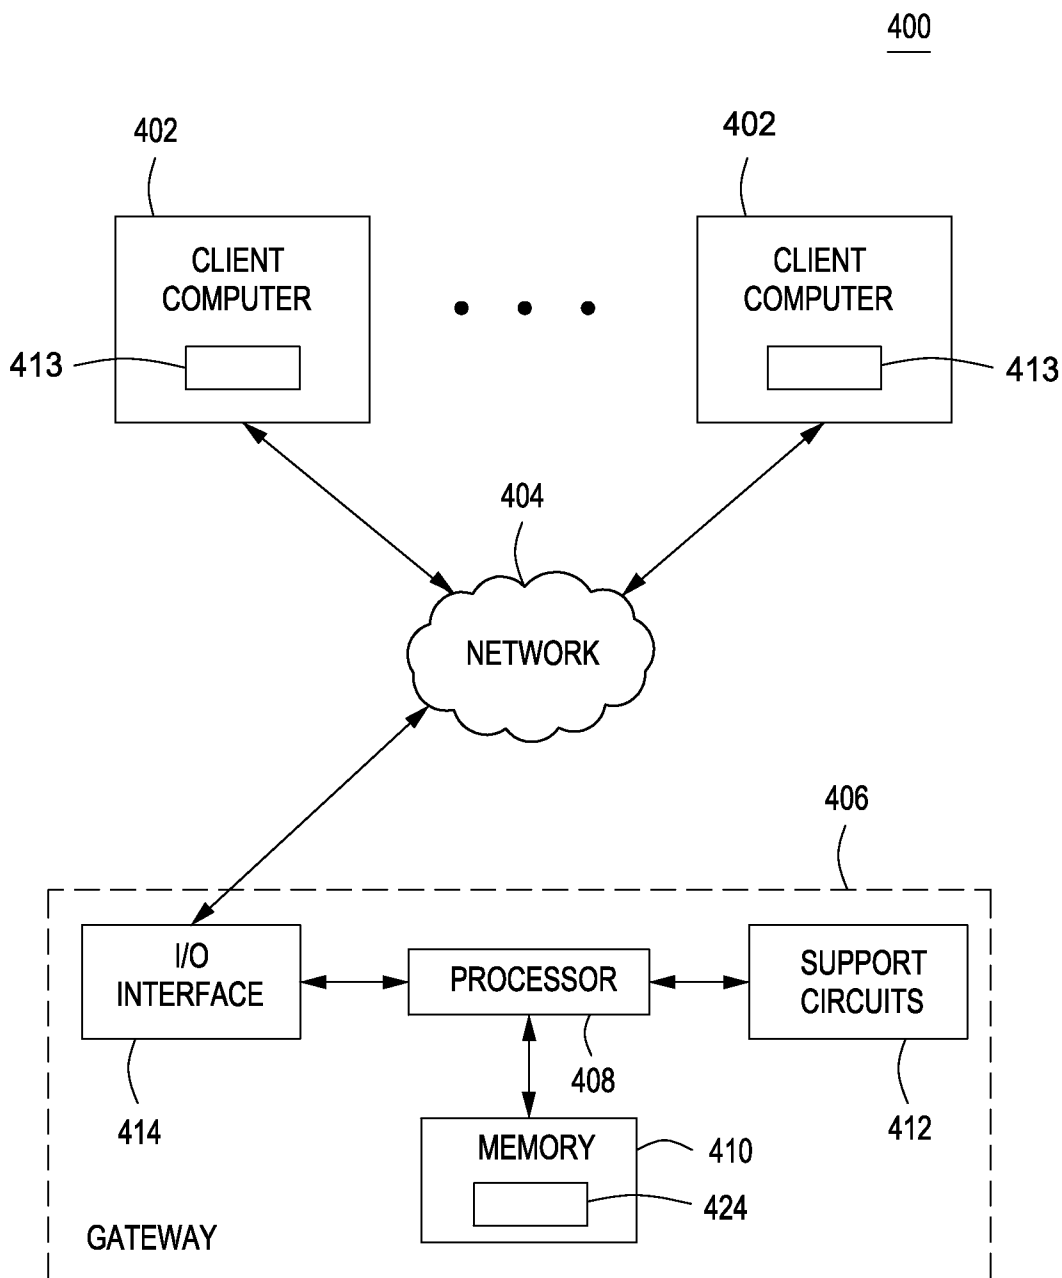 400
402
402
CLIENT
COMPUTER
CLIENT
COMPUTER
413
413
404
NETWORK
406
I/O
INTERFACE
PROCESSOR
SUPPORT
CIRCUITS
408
414
412
MEMORY
410
424
GATEWAY